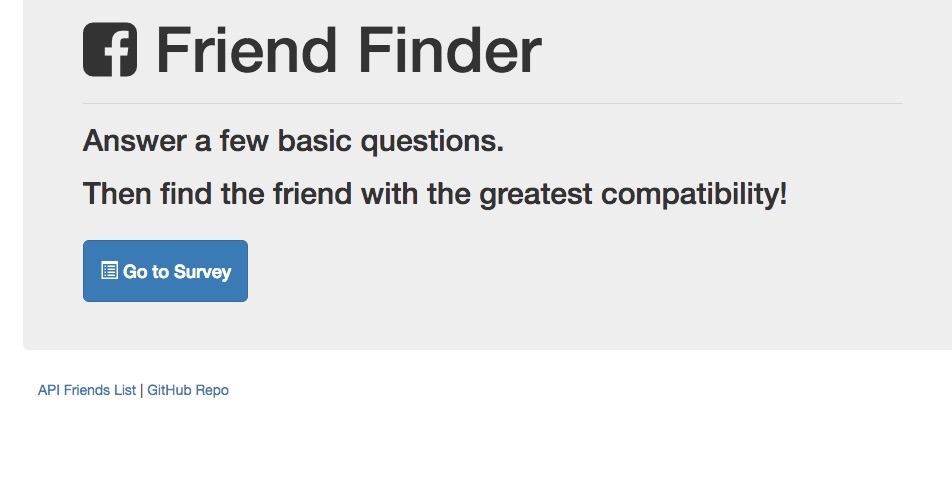 Friend Finder
Answer a few basic questions.
Then find the friend with the greatest compatibility!
Go to Survey
API Friends List | GitHub Repo